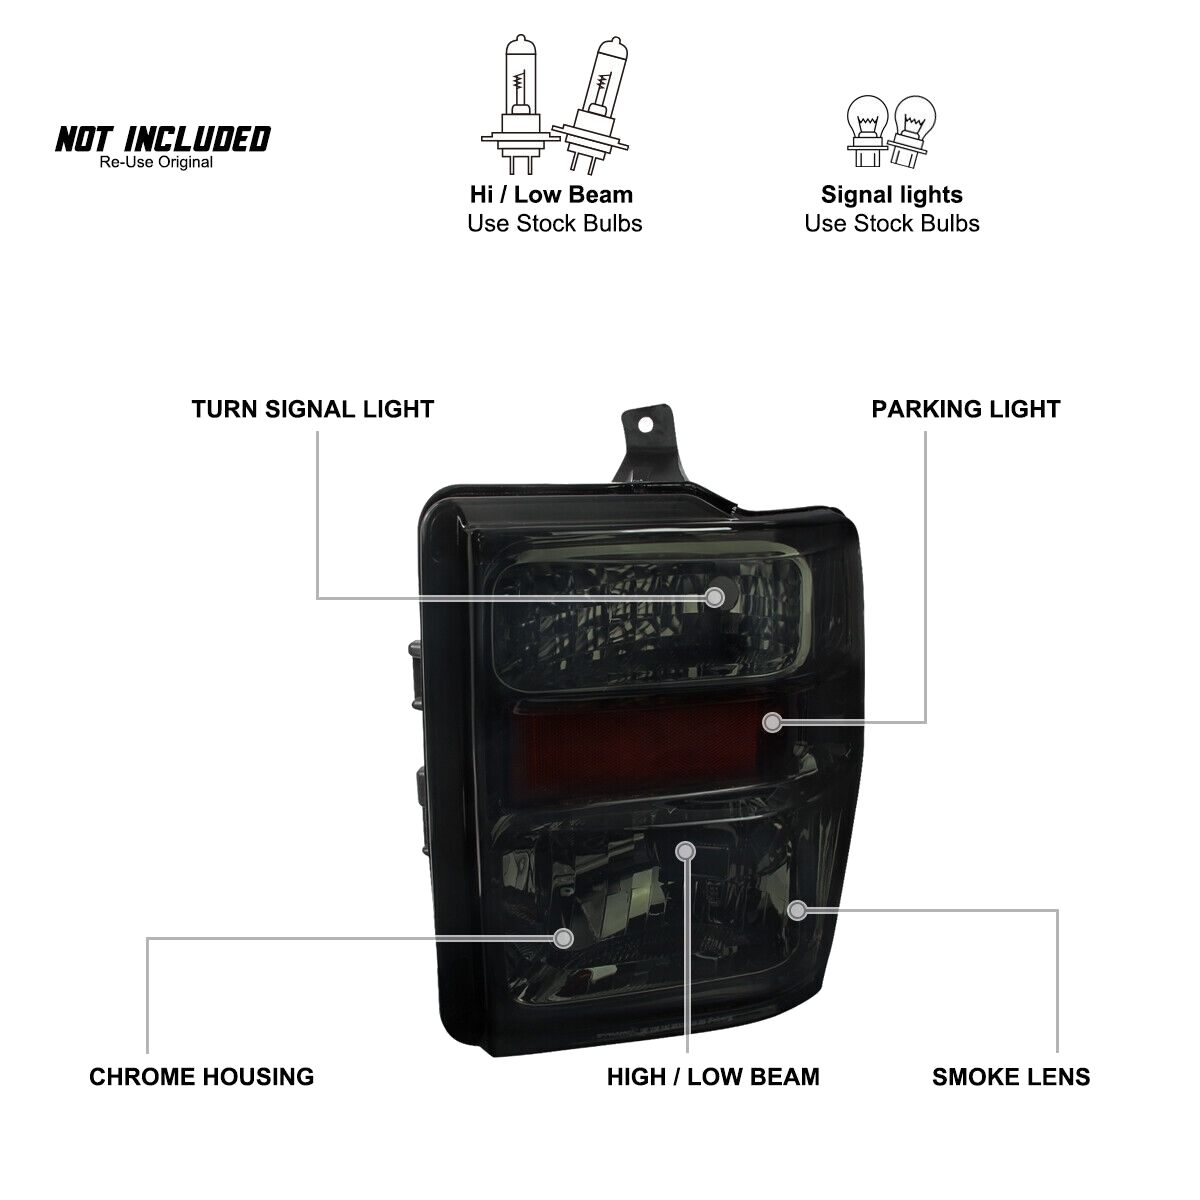 NOT INCLUDED
Re-Use Original
Hi / Low Beam
Use Stock Bulbs
Signal lights
Use Stock Bulbs
TURN SIGNAL LIGHT
PARKING LIGHT
CHROME HOUSING
HIGH / LOW BEAM
SMOKE LENS